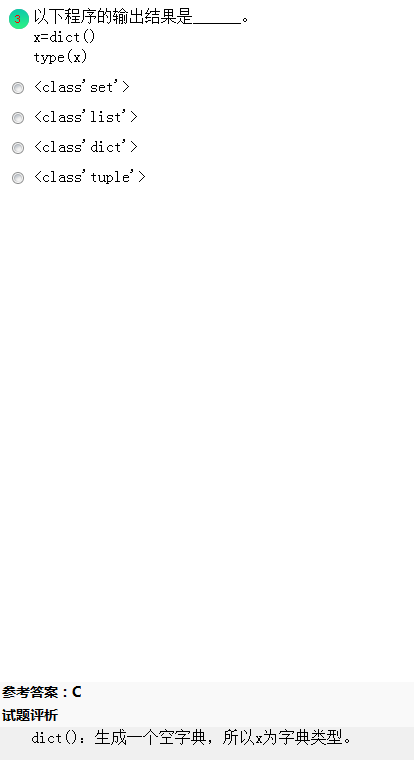 3 以下程序的输出结果是______。
x=dict()
type(x)
<class'set'>
<class'list'>
<class'dict'>
<class'tuple'>
参考答案：C
试题评析
dict()：生成一个空字典，所以x为字典类型。